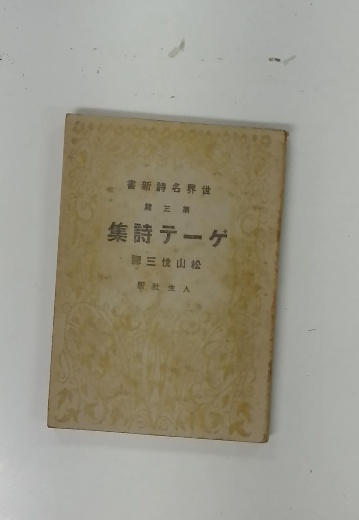 世界名詩新書
第三篇
ゲーテ詩集
松山悦三譯
人生社版